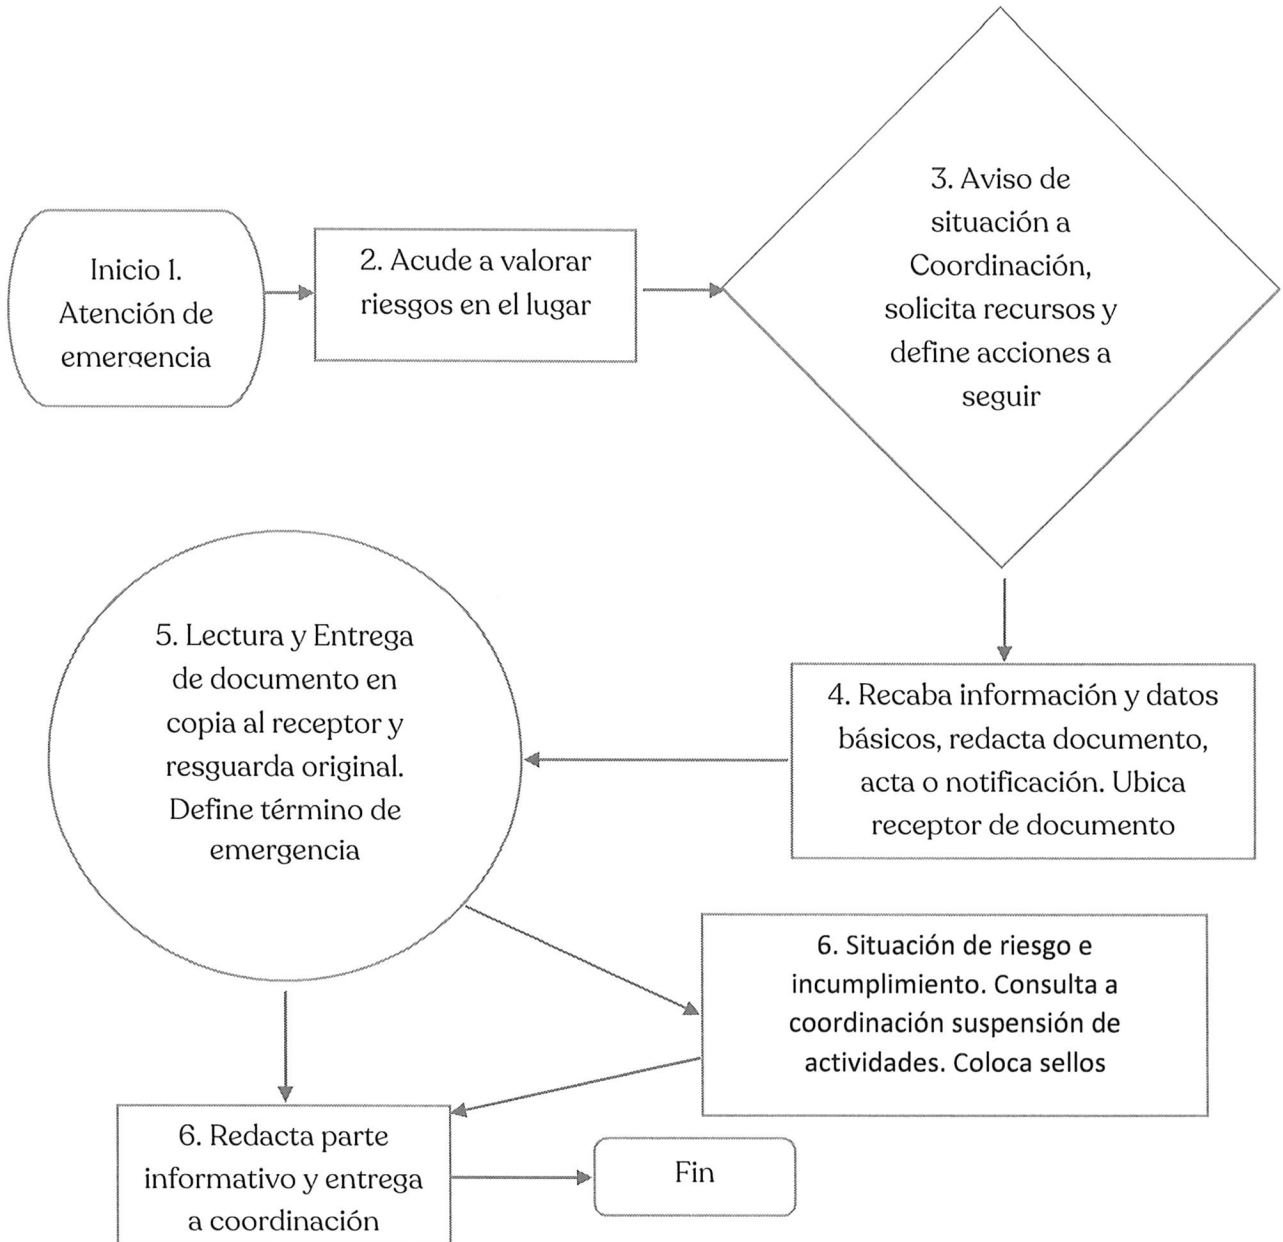 Inicio 1.
Atención de
emergencia
2. Acude a valorar
riesgos en el lugar
3. Aviso de
situación a
Coordinación,
solicita recursos y
define acciones a
seguir
4. Recaba información y datos
básicos, redacta documento,
acta o notificación. Ubica
receptor de documento
5. Lectura y Entrega
de documento en
copia al receptor y
resguarda original.
Define término de
emergencia
6. Situación de riesgo e
incumplimiento. Consulta a
coordinación suspensión de
actividades. Coloca sellos
6. Redacta parte
informativo y entrega
a coordinación
Fin